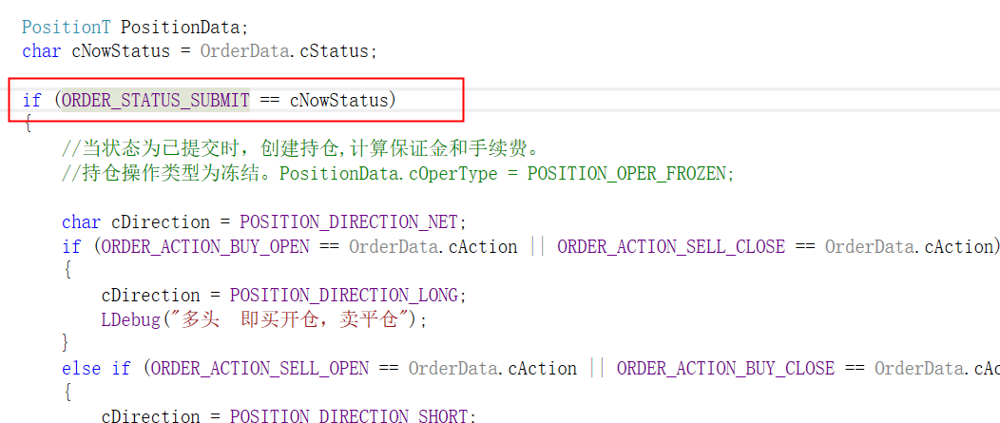 PositionT PositionData;
char cNowStatus = OrderData.cStatus;
if (ORDER_STATUS_SUBMIT == cNowStatus)
{
//当状态为已提交时，创建持仓,计算保证金和手续费。
//持仓操作类型为冻结。PositionData.cOperType = POSITION_OPER_FROZEN;
char cDirection = POSITION_DIRECTION_NET;
if (ORDER_ACTION_BUY_OPEN == OrderData.cAction || ORDER_ACTION_SELL_CLOSE == OrderData.cAction)
{
cDirection = POSITION_DIRECTION_LONG;
LDebug("多头  即买开仓，卖平仓");
}
else if (ORDER_ACTION_SELL_OPEN == OrderData.cAction || ORDER_ACTION_BUY_CLOSE == OrderData.cAc
{
cDirection = POSITION_DIRECTION_SHORT;